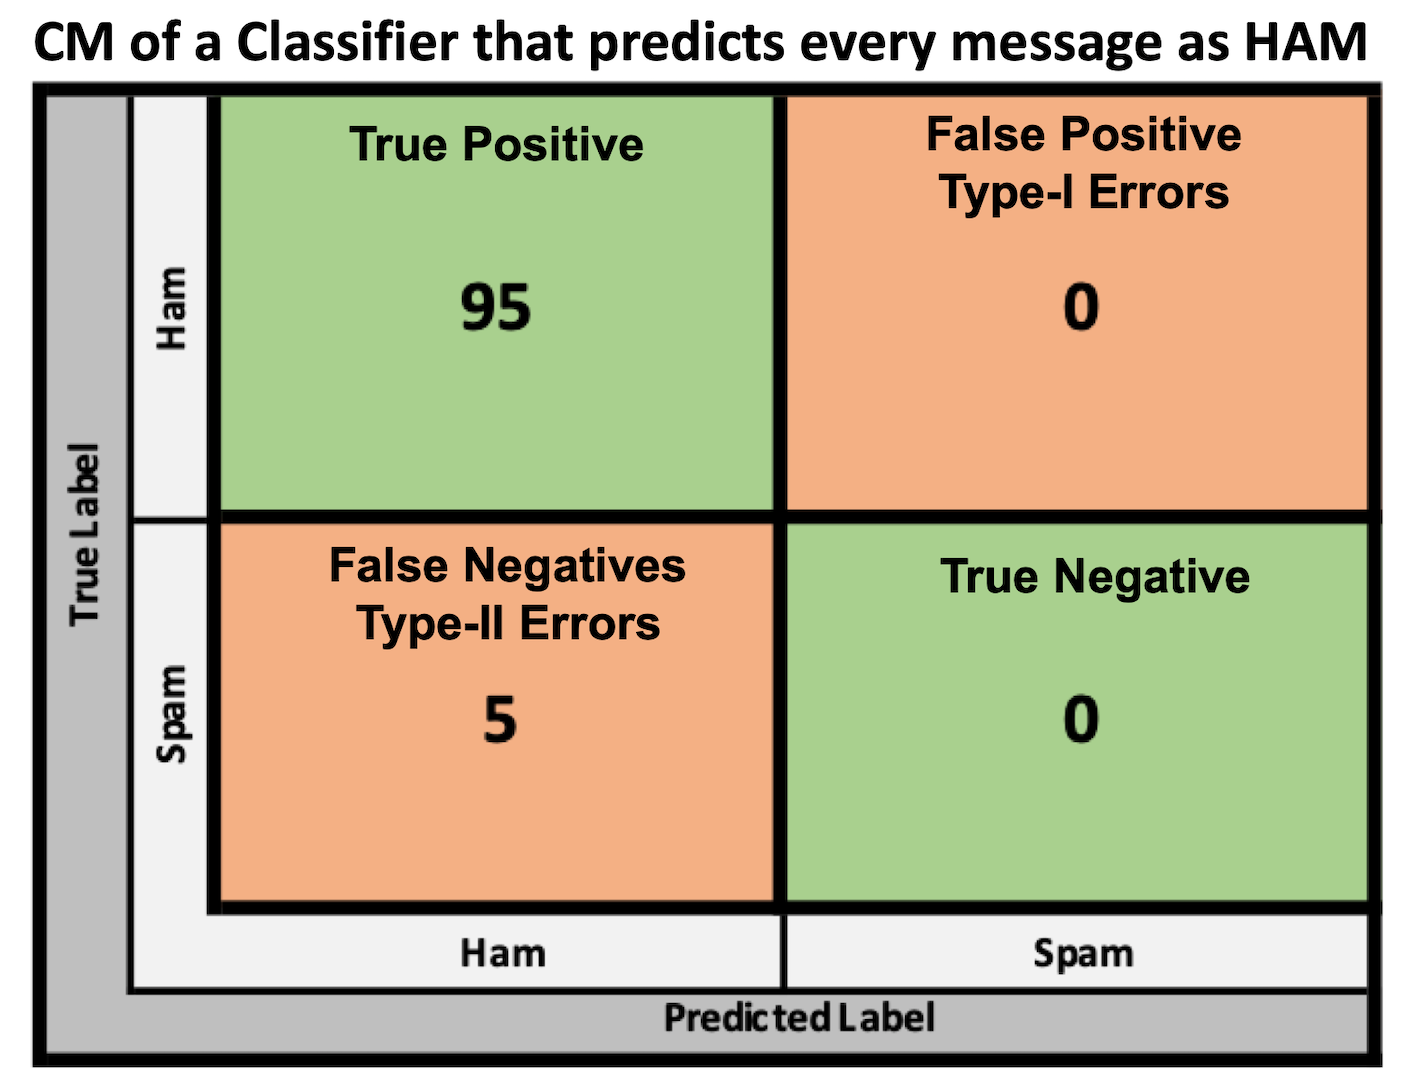 CM of a Classifier that predicts every message as HAM
True Label
Ham
True Positive
95
False Positive
Type-I Errors
0
Spam
False Negatives
Type-II Errors
5
True Negative
0
Ham
Spam
Predicted Label